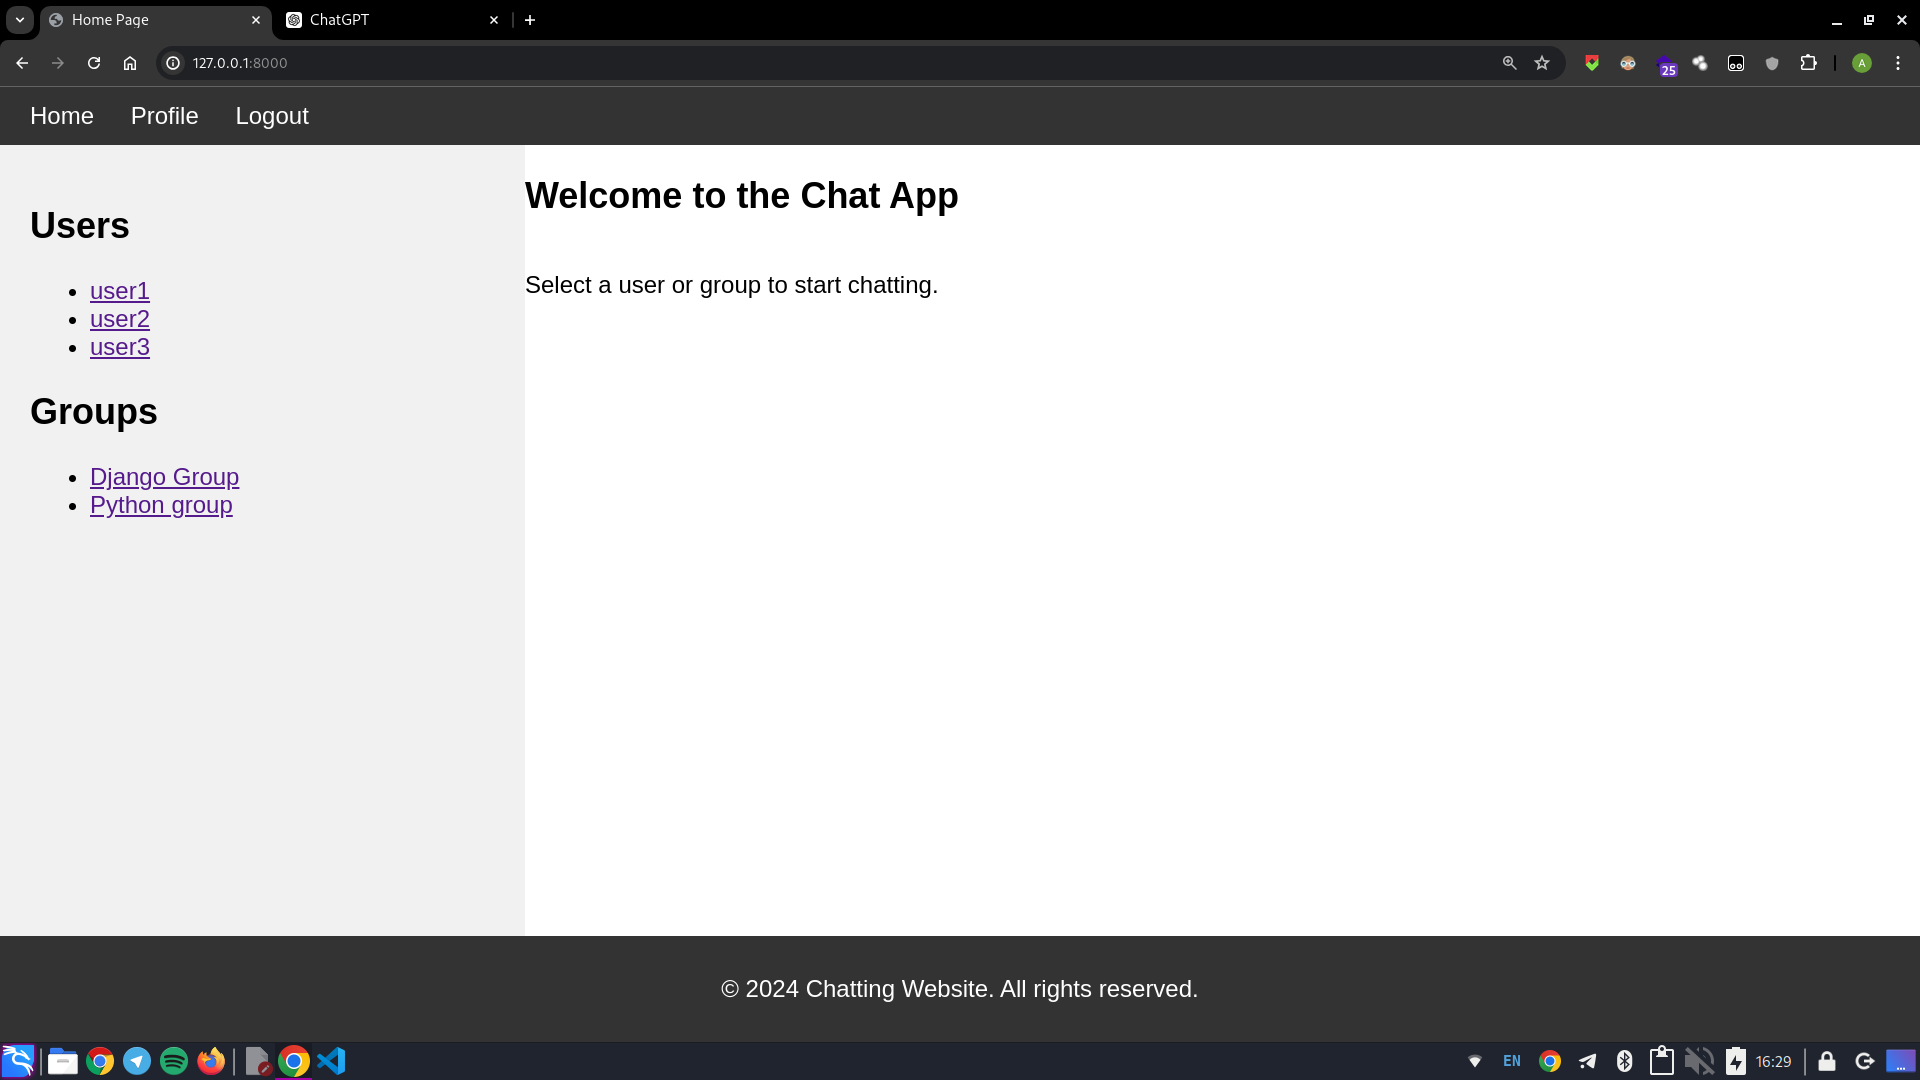 Home Page
ChatGPT
127.0.0.1:8000
25
A
Home Profile Logout
Users
user1
user2
user3
Groups
Django Group
Python group
Welcome to the Chat App
Select a user or group to start chatting.
© 2024 Chatting Website. All rights reserved.
EN
16:29